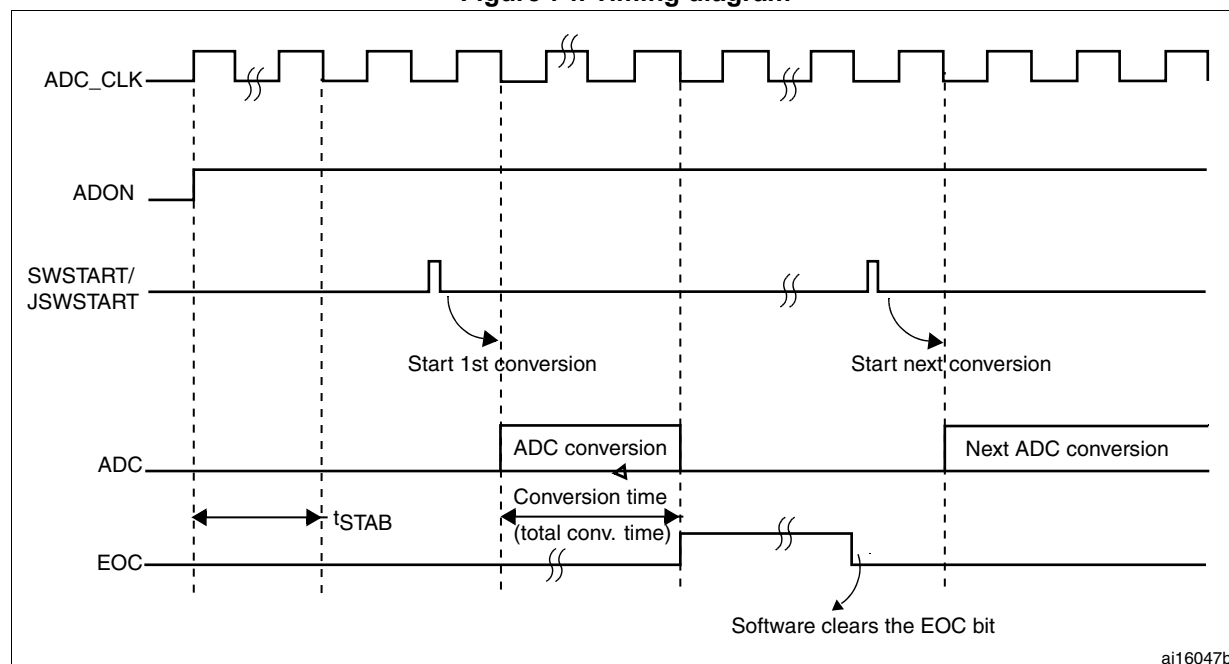 Figure Timing diagram
ADC_CLK
ADON
SWSTART/
JSWSTART
Start 1st conversion
Start next conversion
ADC
ADC conversion
Next ADC conversion
Conversion time
(total conv. time)
tSTAB
EOC
Software clears the EOC bit
ai16047b